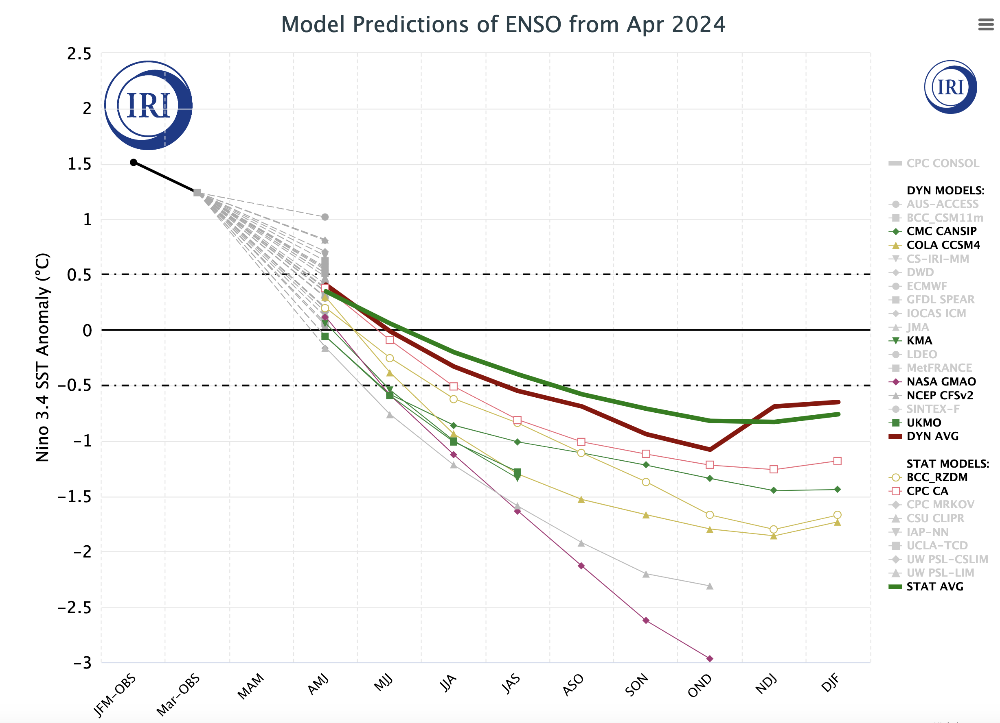 Model Predictions of ENSO from Apr 2024
IRI
IRI
Nino 3.4 SST Anomaly (°C)
2.5
2
1.5
1
0.5
0
−0.5
−1
−1.5
−2
−2.5
−3
JFM-OBS
Mar-OBS
MAM
AMJ
MJJ
JJA
JAS
ASO
SON
OND
NDJ
DJF
CPC CONSOL
DYN MODELS:
AUS-ACCESS
BCC_CSM11m
CMC CANSIP
COLA CCSM4
CS-IRI-MM
DWD
ECMWF
GFDL SPEAR
IOCAS ICM
JMA
KMA
LDEO
MetFRANCE
NASA GMAO
NCEP CFSv2
SINTEX-F
UKMO
DYN AVG
STAT MODELS:
BCC_RZDM
CPC CA
CPC MRKOV
CSU CLIPR
IAP-NN
UCLA-TCD
UW PSL-CSLIM
UW PSL-LIM
STAT AVG